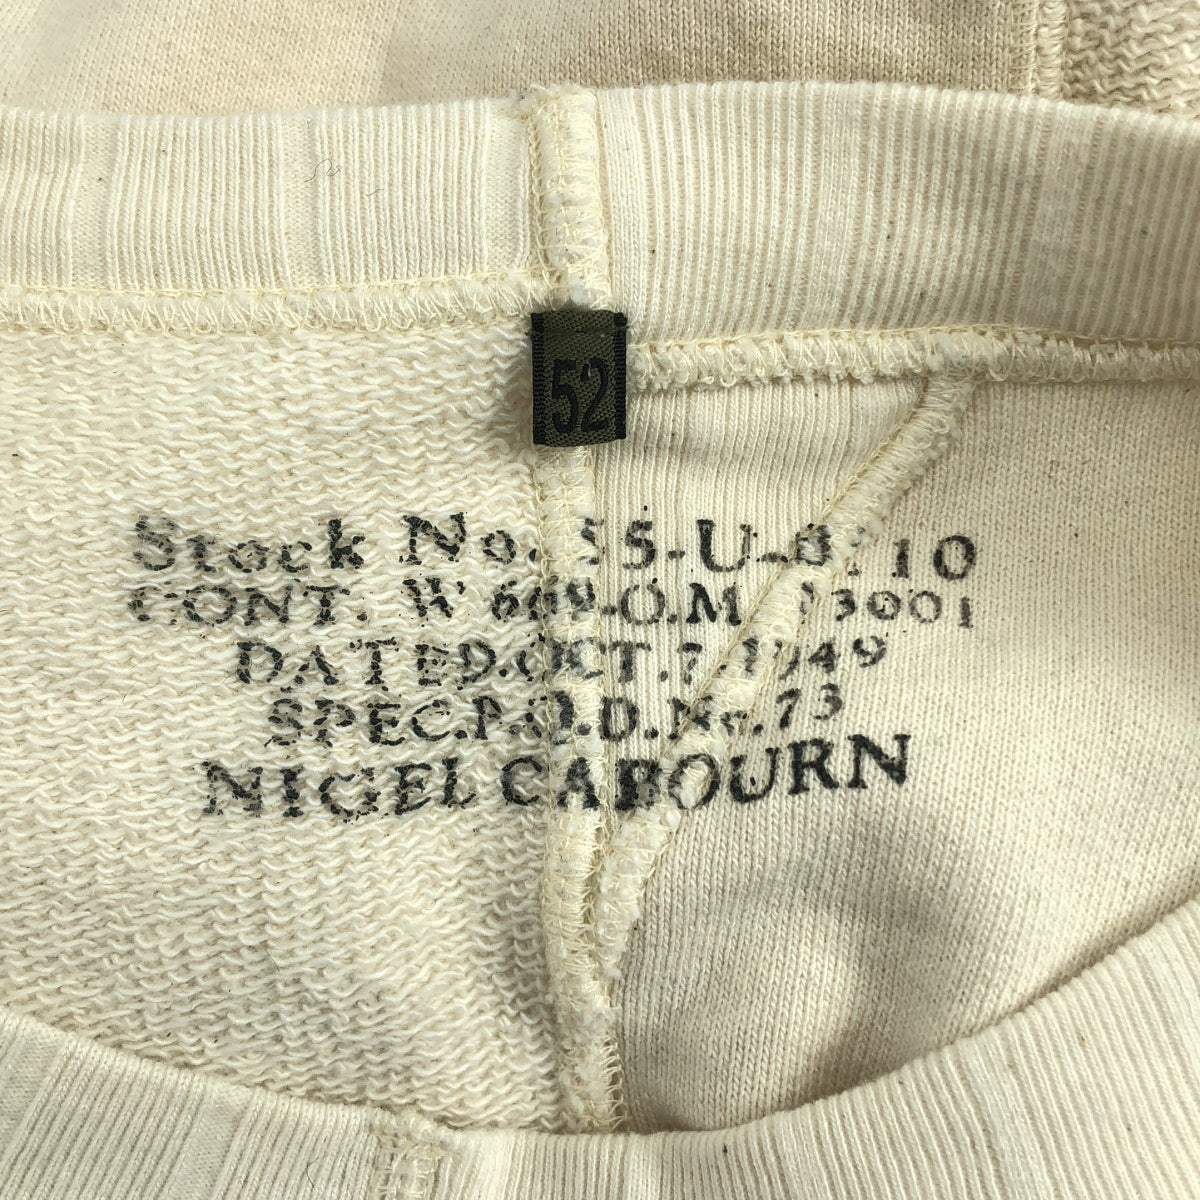 52
Stock No. 55-U-8710
CONT. W 669-O.M 13001
DATED.OCT.7.1949
SPEC.P.Q.D.No.73
NIGEL CABOURN